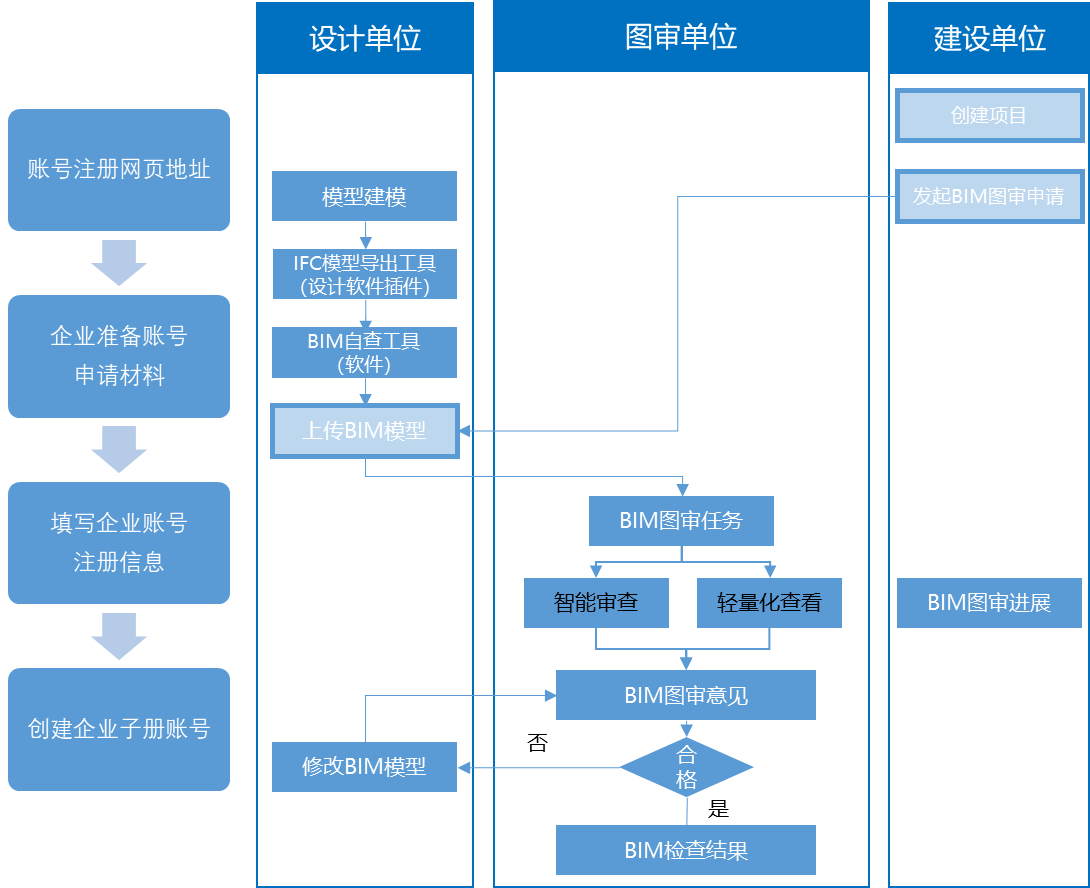 设计单位
图审单位
建设单位
账号注册网页地址
企业准备账号
申请材料
填写企业账号
注册信息
创建企业子册账号
模型建模
IFC模型导出工具
（设计软件插件）
BIM自查工具
（软件）
上传BIM模型
修改BIM模型
BIM图审任务
智能审查
轻量化查看
BIM图审意见
否
合
格
是
BIM检查结果
创建项目
发起BIM图审申请
BIM图审进展